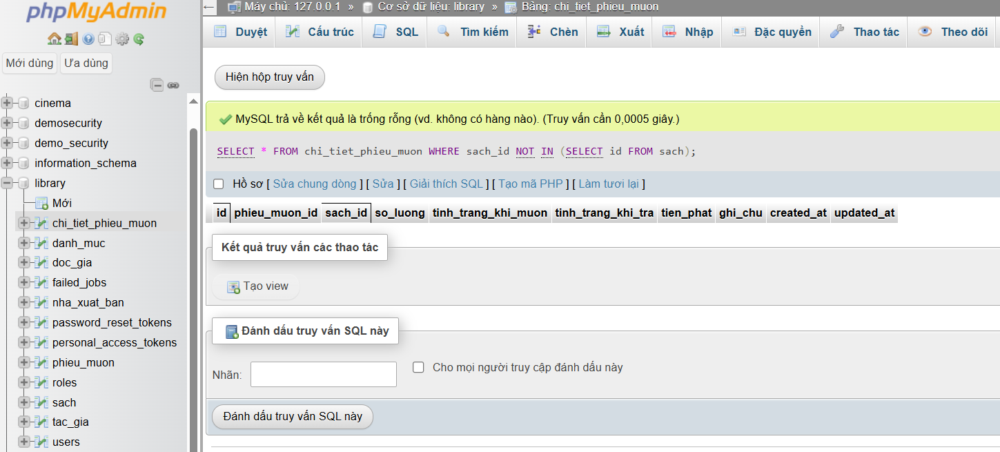 phpMyAdmin
Mới dùng Ưa dùng
cinema
demosecurity
demo_security
information_schema
library
Mới
chi_tiet_phieu_muon
danh_muc
doc_gia
failed_jobs
nha_xuat_ban
password_reset_tokens
personal_access_tokens
phieu_muon
roles
sach
tac_gia
users
Máy chủ: 127.0.0.1 » Cơ sở dữ liệu: library » Bảng: chi_tiet_phieu_muon
Duyệt Cấu trúc SQL Tìm kiếm Chèn Xuất Nhập Đặc quyền Thao tác Theo dõi
Hiện hộp truy vấn
MySQL trả về kết quả là trống rỗng (vd. không có hàng nào). (Truy vấn cần 0,0005 giây.)
SELECT * FROM chi_tiet_phieu_muon WHERE sach_id NOT IN (SELECT id FROM sach);
Hồ sơ [ Sửa chung dòng ] [ Sửa ] [ Giải thích SQL ] [ Tạo mã PHP ] [ Làm tươi lại ]
id phieu_muon_id sach_id so_luong tinh_trang_khi_muon tinh_trang_khi_tra tien_phat ghi_chu created_at updated_at
Kết quả truy vấn các thao tác
Tạo view
Đánh dấu truy vấn SQL này
Nhãn: Cho mọi người truy cập đánh dấu này
Đánh dấu truy vấn SQL này